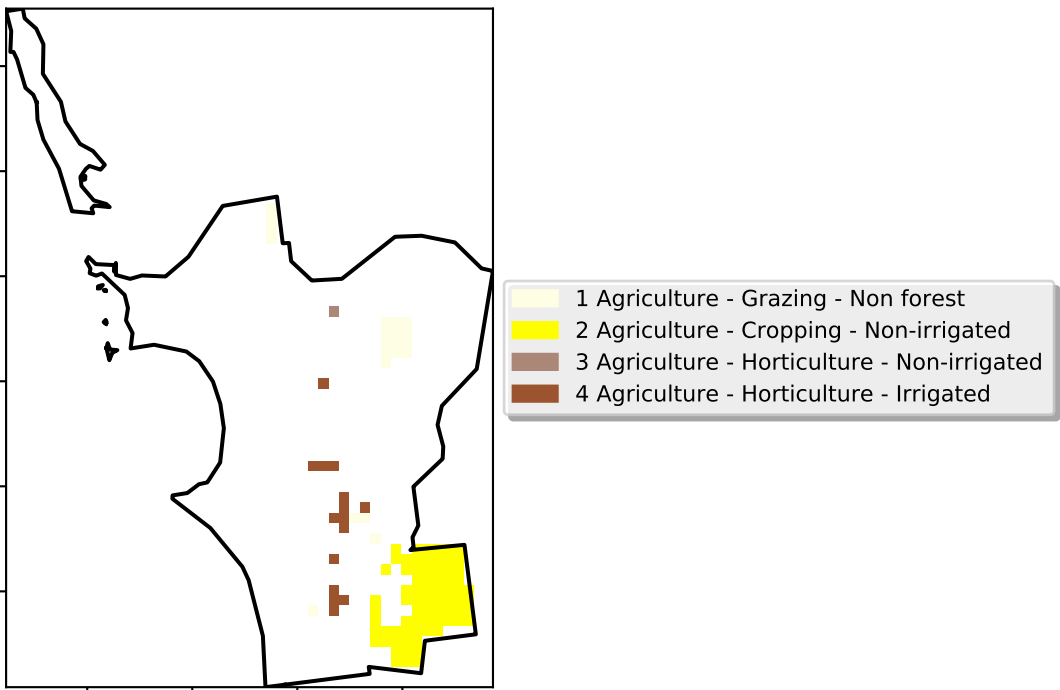 1 Agriculture - Grazing - Non forest
2 Agriculture - Cropping - Non-irrigated
3 Agriculture - Horticulture - Non-irrigated
4 Agriculture - Horticulture - Irrigated